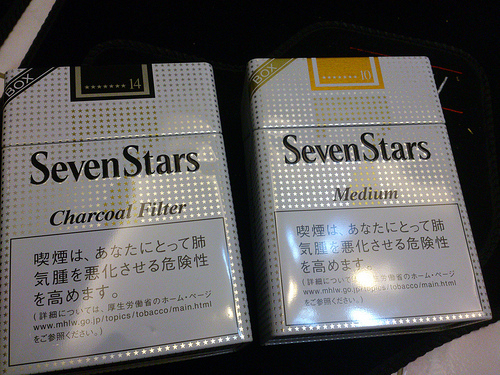 BOX
14
SevenStars
Charcoal Filter
喫煙は、あなたにとって肺
気腫を悪化させる危険性
を高めます。
(詳細については、厚生労働省のホーム・ページ
www.mhlw.go.jp/topics/tobacco/main.html
をご参照ください。)
BOX
10
SevenStars
Medium
喫煙は、あなたにとって肺
気腫を悪化させる危険性
を高めます。
(詳細については、厚生労働省のホーム・ページ
www.mhlw.go.jp/topics/tobacco/main.html
をご参照ください。)